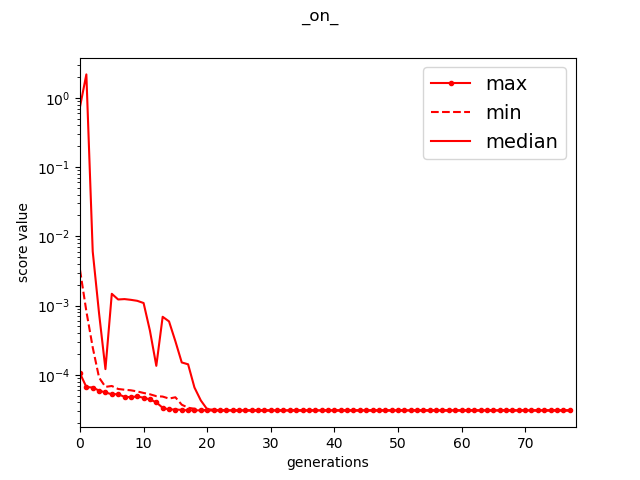 _on_
max
min
median
score value
10^0
10^-1
10^-2
10^-3
10^-4
0 10 20 30 40 50 60 70
generations